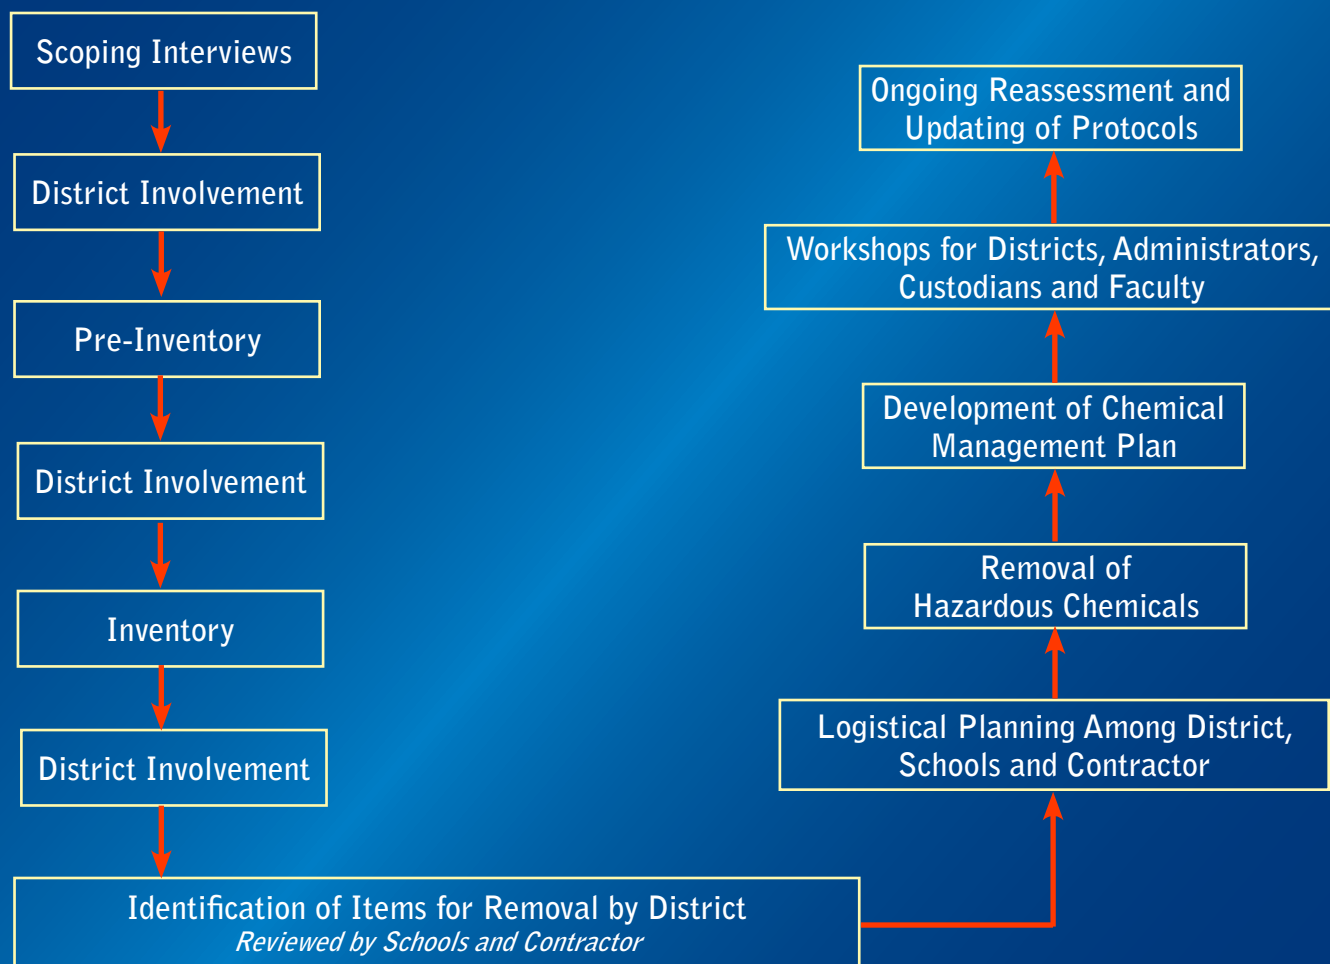 Scoping Interviews
District Involvement
Pre-Inventory
District Involvement
Inventory
District Involvement
Identification of Items for Removal by District
Reviewed by Schools and Contractor
Logistical Planning Among District,
Schools and Contractor
Removal of
Hazardous Chemicals
Development of Chemical
Management Plan
Workshops for Districts, Administrators,
Custodians and Faculty
Ongoing Reassessment and
Updating of Protocols